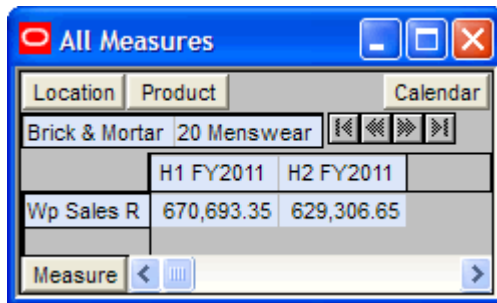 All Measures
Location Product Calendar
Brick & Mortar 20 Menswear
H1 FY2011 H2 FY2011
Wp Sales R 670,693.35 629,306.65
Measure